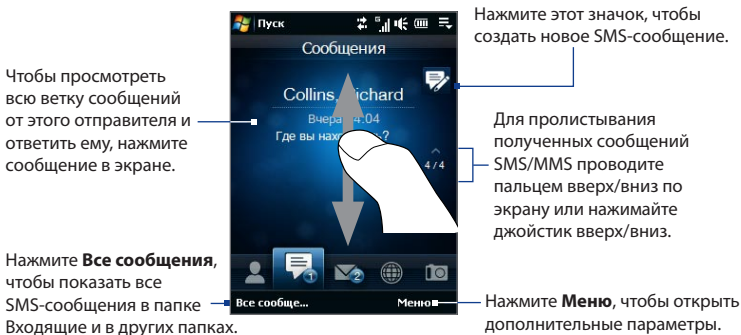 Нажмите этот значок, чтобы
создать новое SMS-сообщение.
Чтобы просмотреть
всю ветку сообщений
от этого отправителя и
ответить ему, нажмите
сообщение в экране.
Для пролистывания
полученных сообщений
SMS/MMS проводите
пальцем вверх/вниз по
экрану или нажимайте
джойстик вверх/вниз.
Нажмите Все сообщения,
чтобы показать все
SMS-сообщения в папке
Входящие и в других папках.
Нажмите Меню, чтобы открыть
дополнительные параметры.
Пуск
G
Сообщения
Collins,
Вчера 4:04
Где вы ?
4 / 4
1
2
Все сообще...
Меню